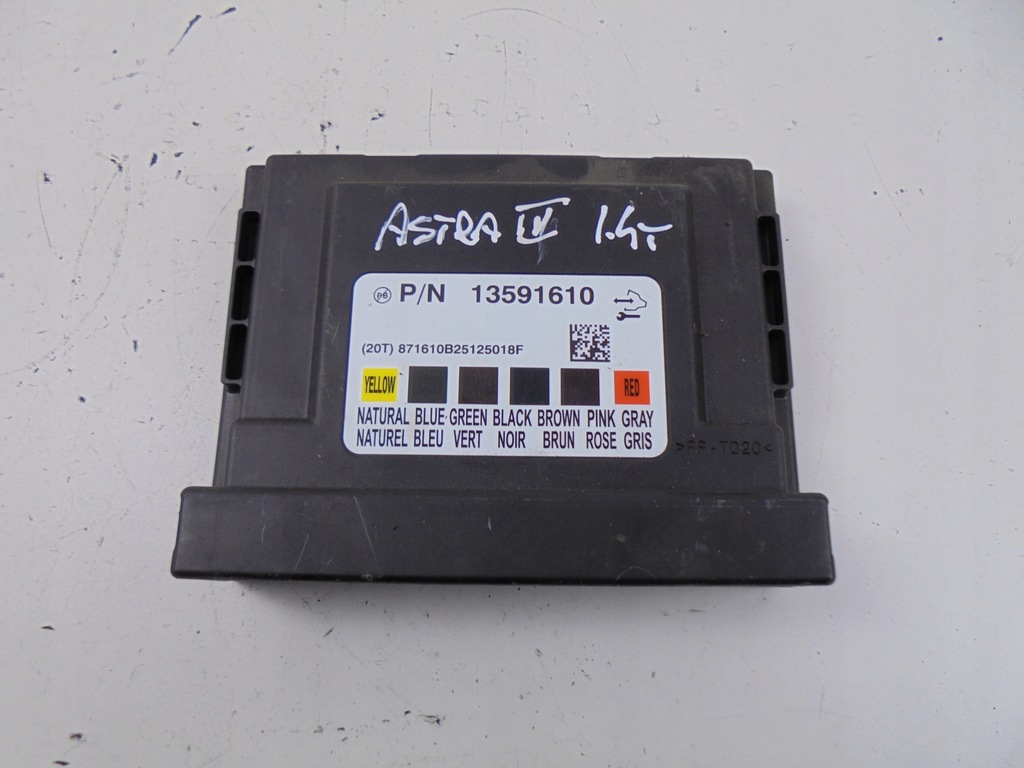 ASTRA IV 1.4T
PB P/N 13591610
(20T) 871610B25125018F
YELLOW RED
NATURAL BLUE GREEN BLACK BROWN PINK GRAY
NATUREL BLEU VERT NOIR BRUN ROSE GRIS
>PP-TD20<